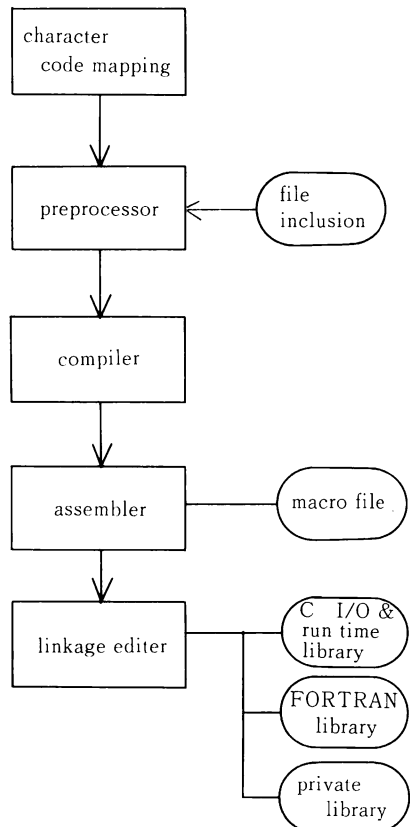 character
code mapping
preprocessor
file
inclusion
compiler
assembler
macro file
linkage editer
C I/O &
run time
library
FORTRAN
library
private
library